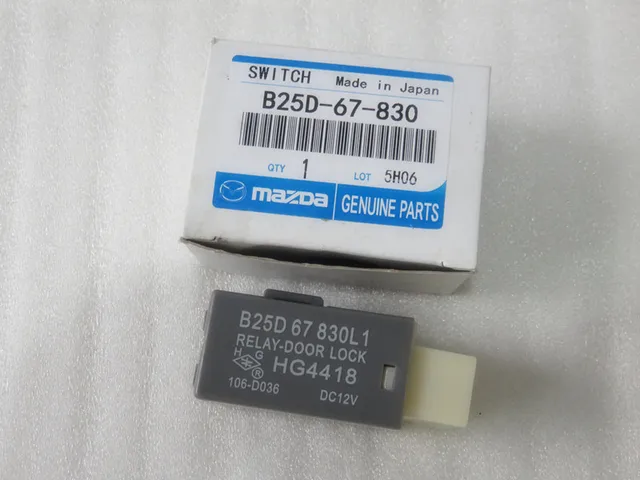 SWITCH Made in Japan
B25D-67-830
QTY 1 LOT 5H06
mazda GENUINE PARTS
B25D 67 830L1
RELAY-DOOR LOCK
H G R HG4418
106-D036 DC12V